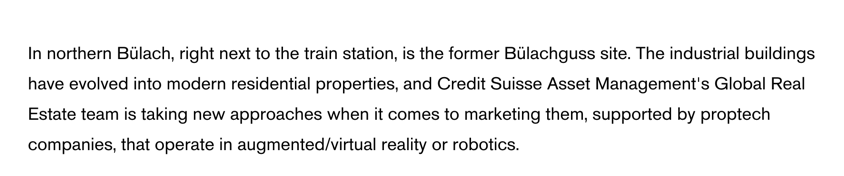 In northern Bülach, right next to the train station, is the former Bülachguss site. The industrial buildings
have evolved into modern residential properties, and Credit Suisse Asset Management's Global Real
Estate team is taking new approaches when it comes to marketing them, supported by proptech
companies, that operate in augmented/virtual reality or robotics.